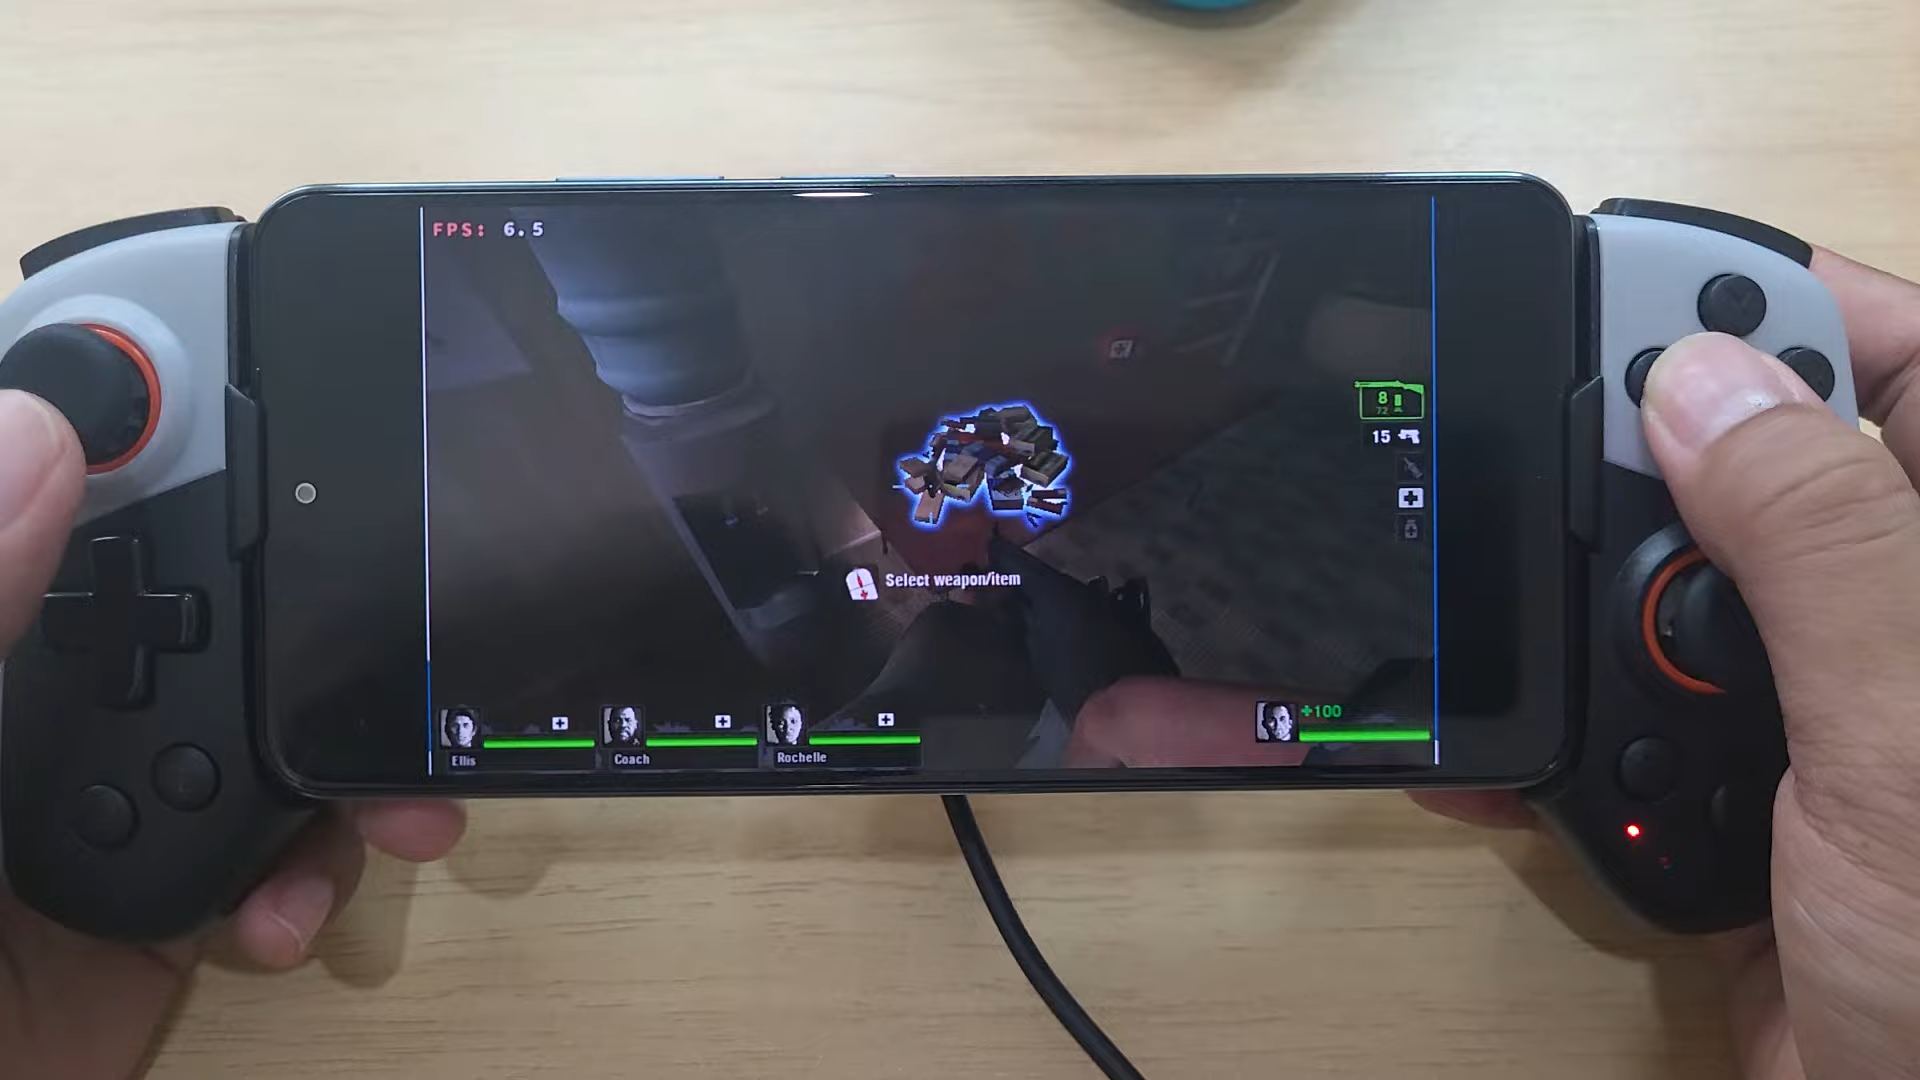 FPS: 6.5
8
72
15
Select weapon/item
+100
Ellis
Coach
Rochelle